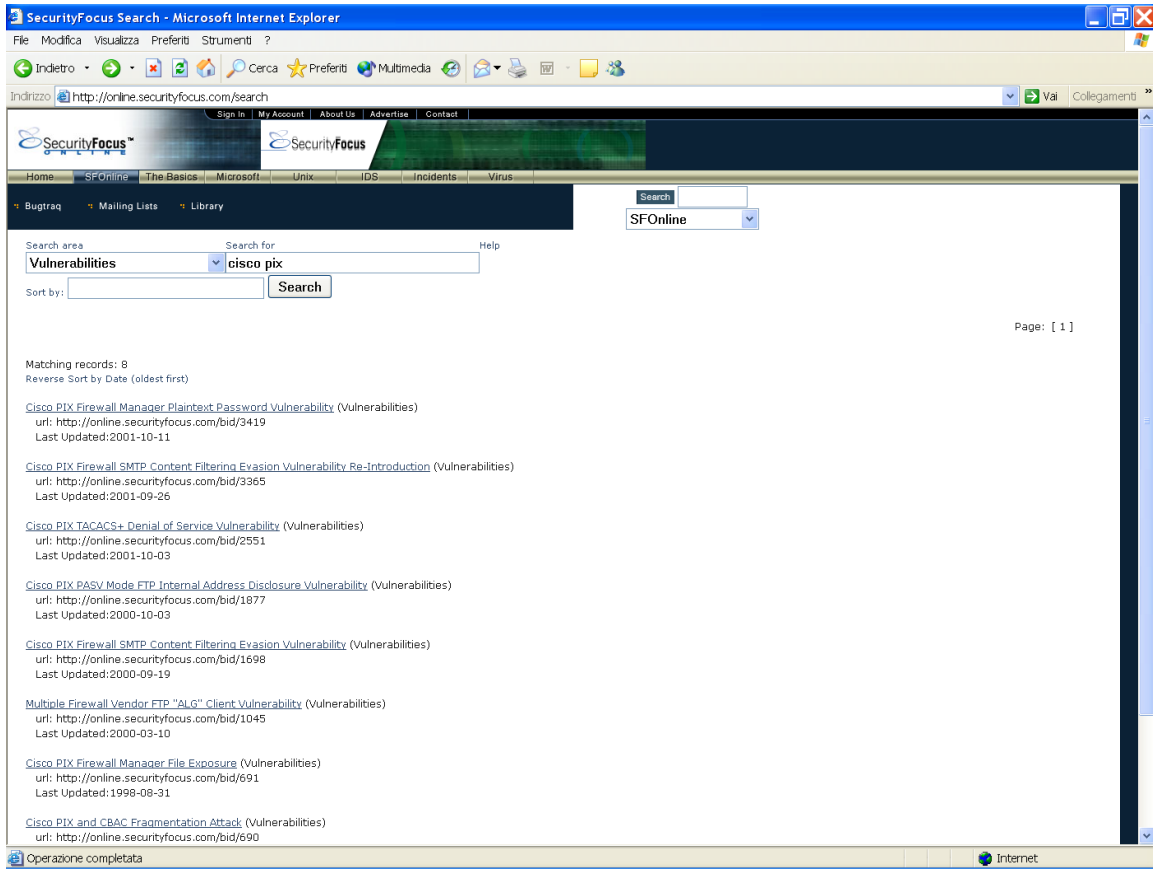 SecurityFocus Search - Microsoft Internet Explorer
File Modifica Visualizza Preferiti Strumenti ?
Indietro Cerca Preferiti Multimedia
Indirizzo http://online.securityfocus.com/search Vai Collegamenti »
Sign In | My Account | About Us | Advertise | Contact
SecurityFocus™ ONLINE SecurityFocus
Home SFOnline The Basics Microsoft Unix IDS Incidents Virus
Bugtraq Mailing Lists Library
Search
SFOnline
Search area Search for Help
Vulnerabilities cisco pix
Sort by: Search
Page: [ 1 ]
Matching records: 8
Reverse Sort by Date (oldest first)
Cisco PIX Firewall Manager Plaintext Password Vulnerability (Vulnerabilities)
url: http://online.securityfocus.com/bid/3419
Last Updated:2001-10-11
Cisco PIX Firewall SMTP Content Filtering Evasion Vulnerability Re-Introduction (Vulnerabilities)
url: http://online.securityfocus.com/bid/3365
Last Updated:2001-09-26
Cisco PIX TACACS+ Denial of Service Vulnerability (Vulnerabilities)
url: http://online.securityfocus.com/bid/2551
Last Updated:2001-10-03
Cisco PIX PASV Mode FTP Internal Address Disclosure Vulnerability (Vulnerabilities)
url: http://online.securityfocus.com/bid/1877
Last Updated:2000-10-03
Cisco PIX Firewall SMTP Content Filtering Evasion Vulnerability (Vulnerabilities)
url: http://online.securityfocus.com/bid/1698
Last Updated:2000-09-19
Multiple Firewall Vendor FTP "ALG" Client Vulnerability (Vulnerabilities)
url: http://online.securityfocus.com/bid/1045
Last Updated:2000-03-10
Cisco PIX Firewall Manager File Exposure (Vulnerabilities)
url: http://online.securityfocus.com/bid/691
Last Updated:1998-08-31
Cisco PIX and CBAC Fragmentation Attack (Vulnerabilities)
url: http://online.securityfocus.com/bid/690
Operazione completata Internet